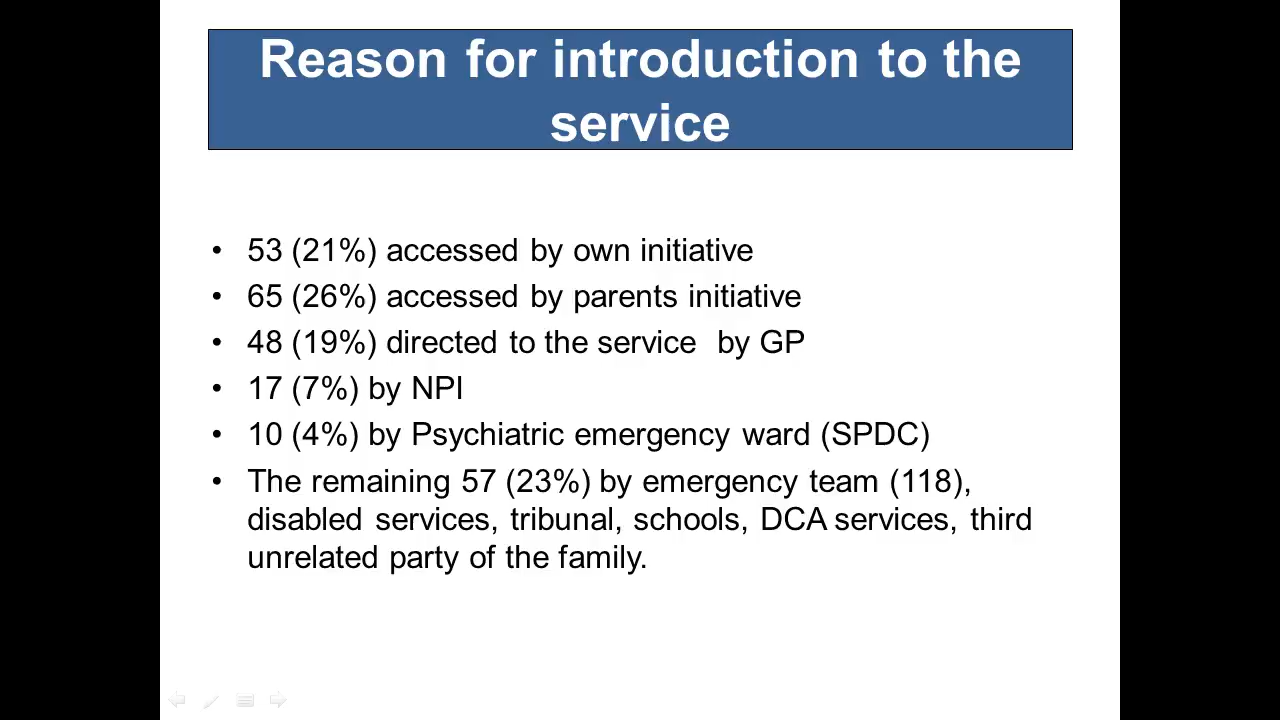 Reason for introduction to the
service
• 53 (21%) accessed by own initiative
• 65 (26%) accessed by parents initiative
• 48 (19%) directed to the service  by GP
• 17 (7%) by NPI
• 10 (4%) by Psychiatric emergency ward (SPDC)
• The remaining 57 (23%) by emergency team (118),
disabled services, tribunal, schools, DCA services, third
unrelated party of the family.